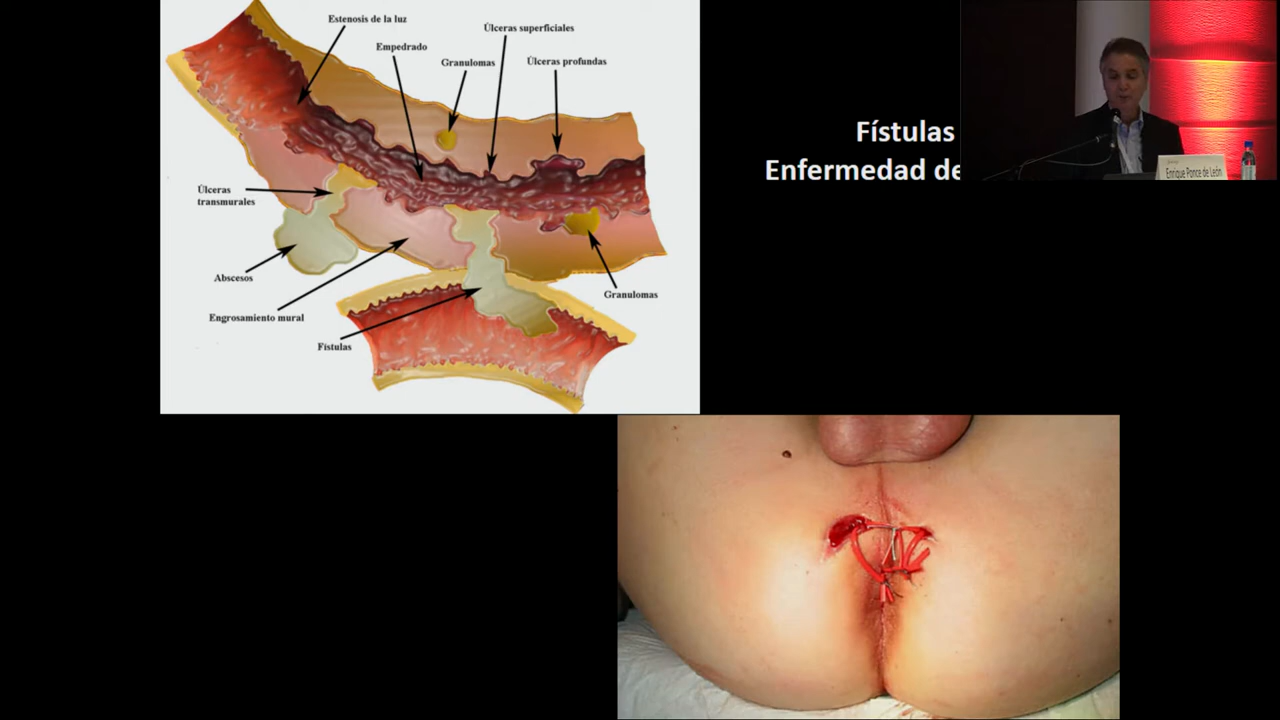 Estenosis de la luz
Úlceras superficiales
Empedrado
Granulomas
Úlceras profundas
Úlceras
transmurales
Abscesos
Engrosamiento mural
Fístulas
Granulomas
Fístulas
Enfermedad de
Enrique Ponce de León